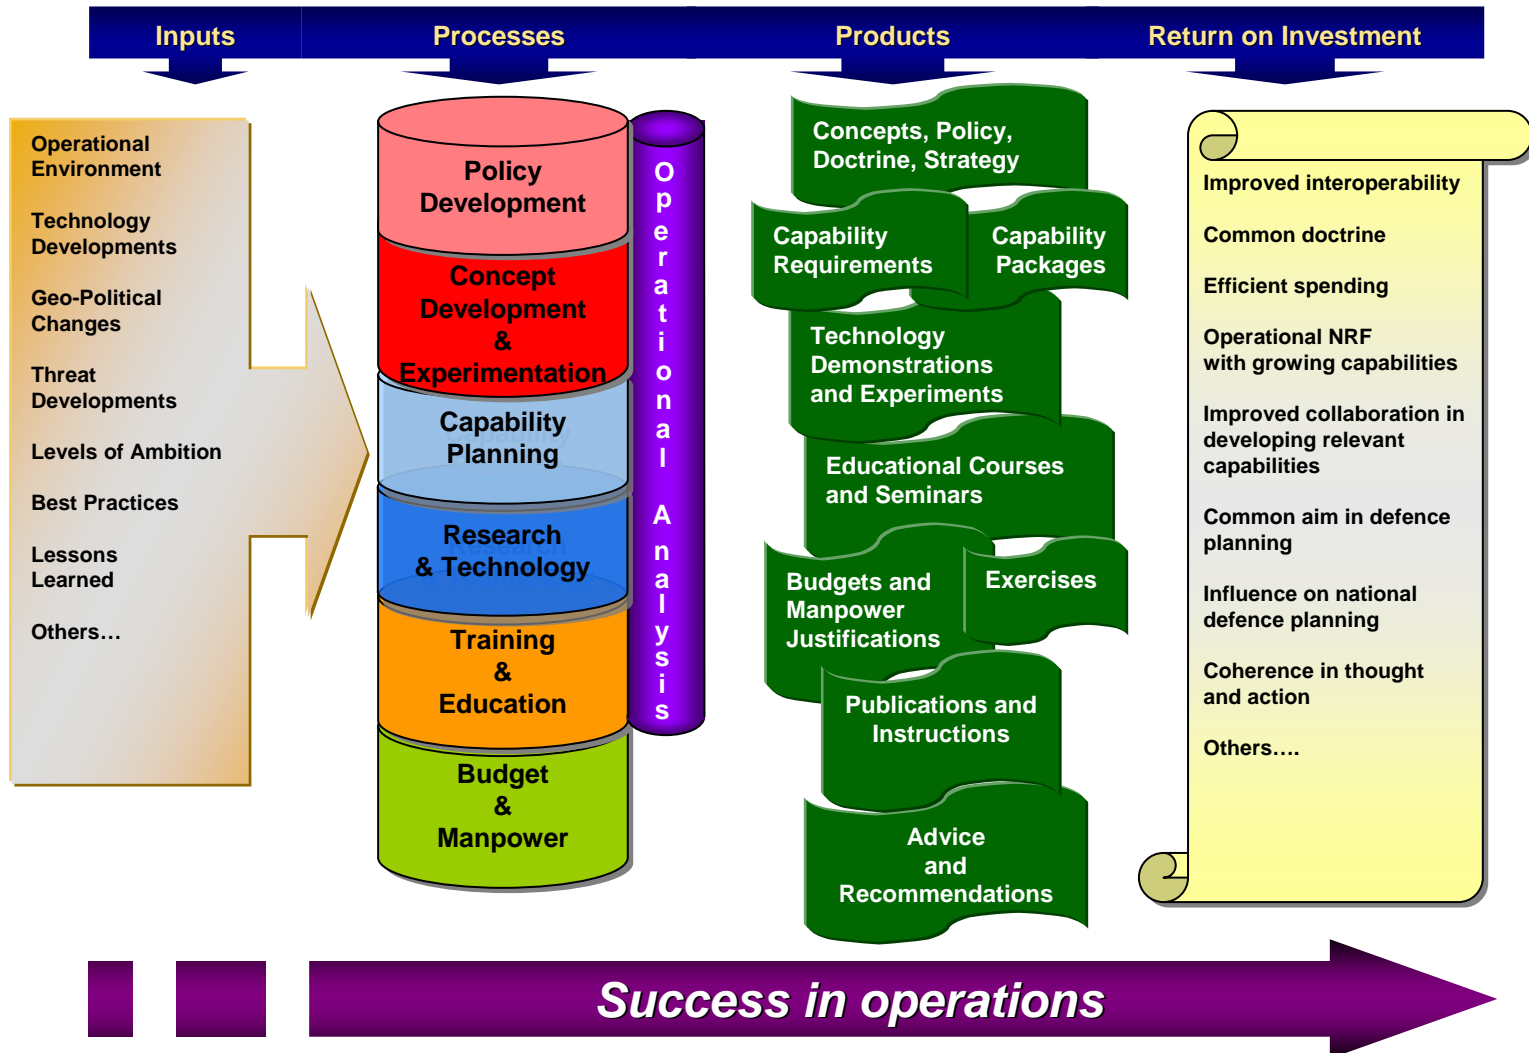 Inputs
Processes
Products
Return on Investment
Operational
Environment
Technology
Developments
Geo-Political
Changes
Threat
Developments
Levels of Ambition
Best Practices
Lessons
Learned
Others…
Policy
Development
Concept
Development
&
Experimentation
Capability
Planning
Research
& Technology
Training
&
Education
Budget
&
Manpower
Operational Analysis
Concepts, Policy,
Doctrine, Strategy
Capability
Requirements
Capability
Packages
Technology
Demonstrations
and Experiments
Educational Courses
and Seminars
Budgets and
Manpower
Justifications
Exercises
Publications and
Instructions
Advice
and
Recommendations
Improved interoperability
Common doctrine
Efficient spending
Operational NRF
with growing capabilities
Improved collaboration in
developing relevant
capabilities
Common aim in defence
planning
Influence on national
defence planning
Coherence in thought
and action
Others….
Success in operations